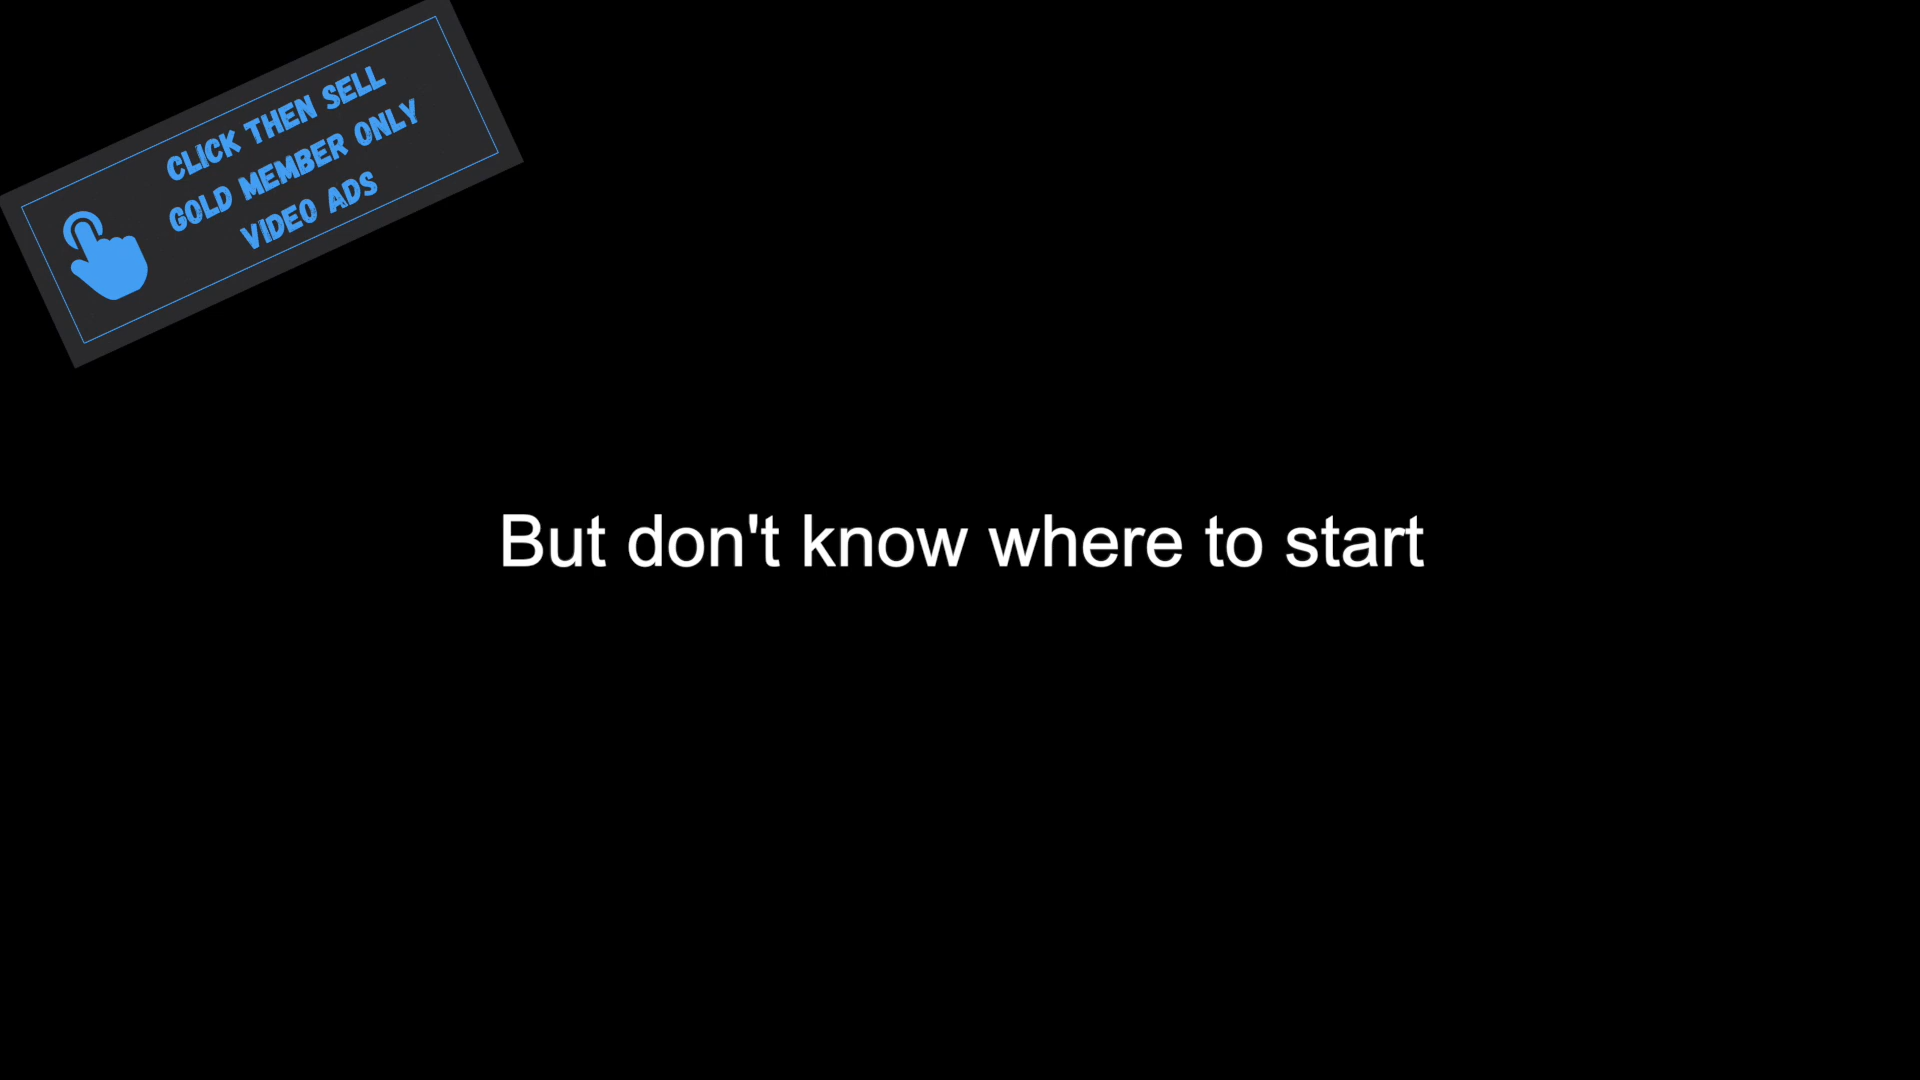 CLICK THEN SELL
GOLD MEMBER ONLY
VIDEO ADS
But don't know where to start